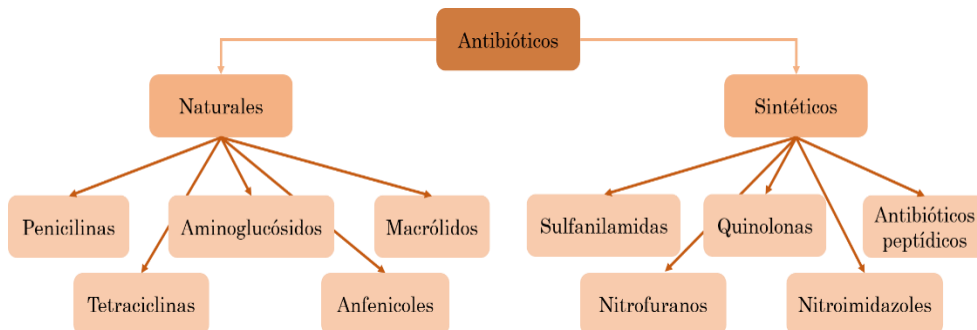 Antibióticos
Naturales
Sintéticos
Penicilinas
Aminoglucósidos
Macrólidos
Sulfanilamidas
Quinolonas
Antibióticos
peptídicos
Tetraciclinas
Anfenicoles
Nitrofuranos
Nitroimidazoles